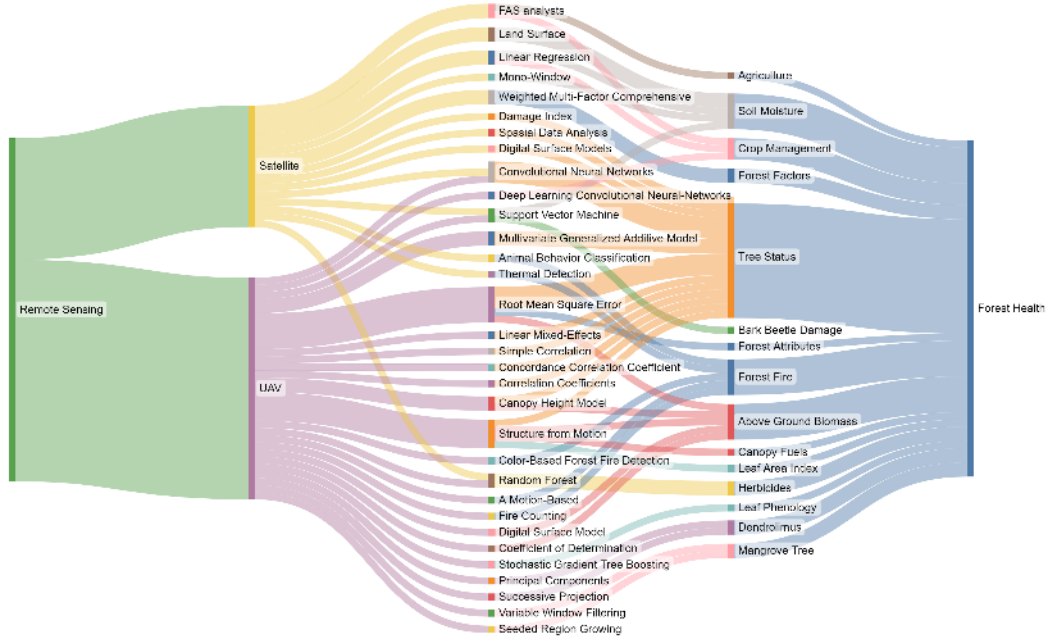 Remote Sensing
Satellite
UAV
FAS analysts
Land Surface
Linear Regression
Mono-Window
Weighted Multi-Factor Comprehensive
Damage Index
Spasial Data Analysis
Digital Surface Models
Convolutional Neural Networks
Deep Learning Convolutional Neural-Networks
Support Vector Machine
Multivariate Generalized Additive Model
Animal Behavior Classification
Thermal Detection
Root Mean Square Error
Linear Mixed-Effects
Simple Correlation
Concordance Correlation Coefficient
Correlation Coefficients
Canopy Height Model
Structure from Motion
Color-Based Forest Fire Detection
Random Forest
A Motion-Based
Fire Counting
Digital Surface Model
Coefficient of Determination
Stochastic Gradient Tree Boosting
Principal Components
Successive Projection
Variable Window Filtering
Seeded Region Growing
Agriculture
Soil Moisture
Crop Management
Forest Factors
Tree Status
Bark Beetle Damage
Forest Attributes
Forest Fire
Above Ground Biomass
Canopy Fuels
Leaf Area Index
Herbicides
Leaf Phenology
Dendrolimus
Mangrove Tree
Forest Health